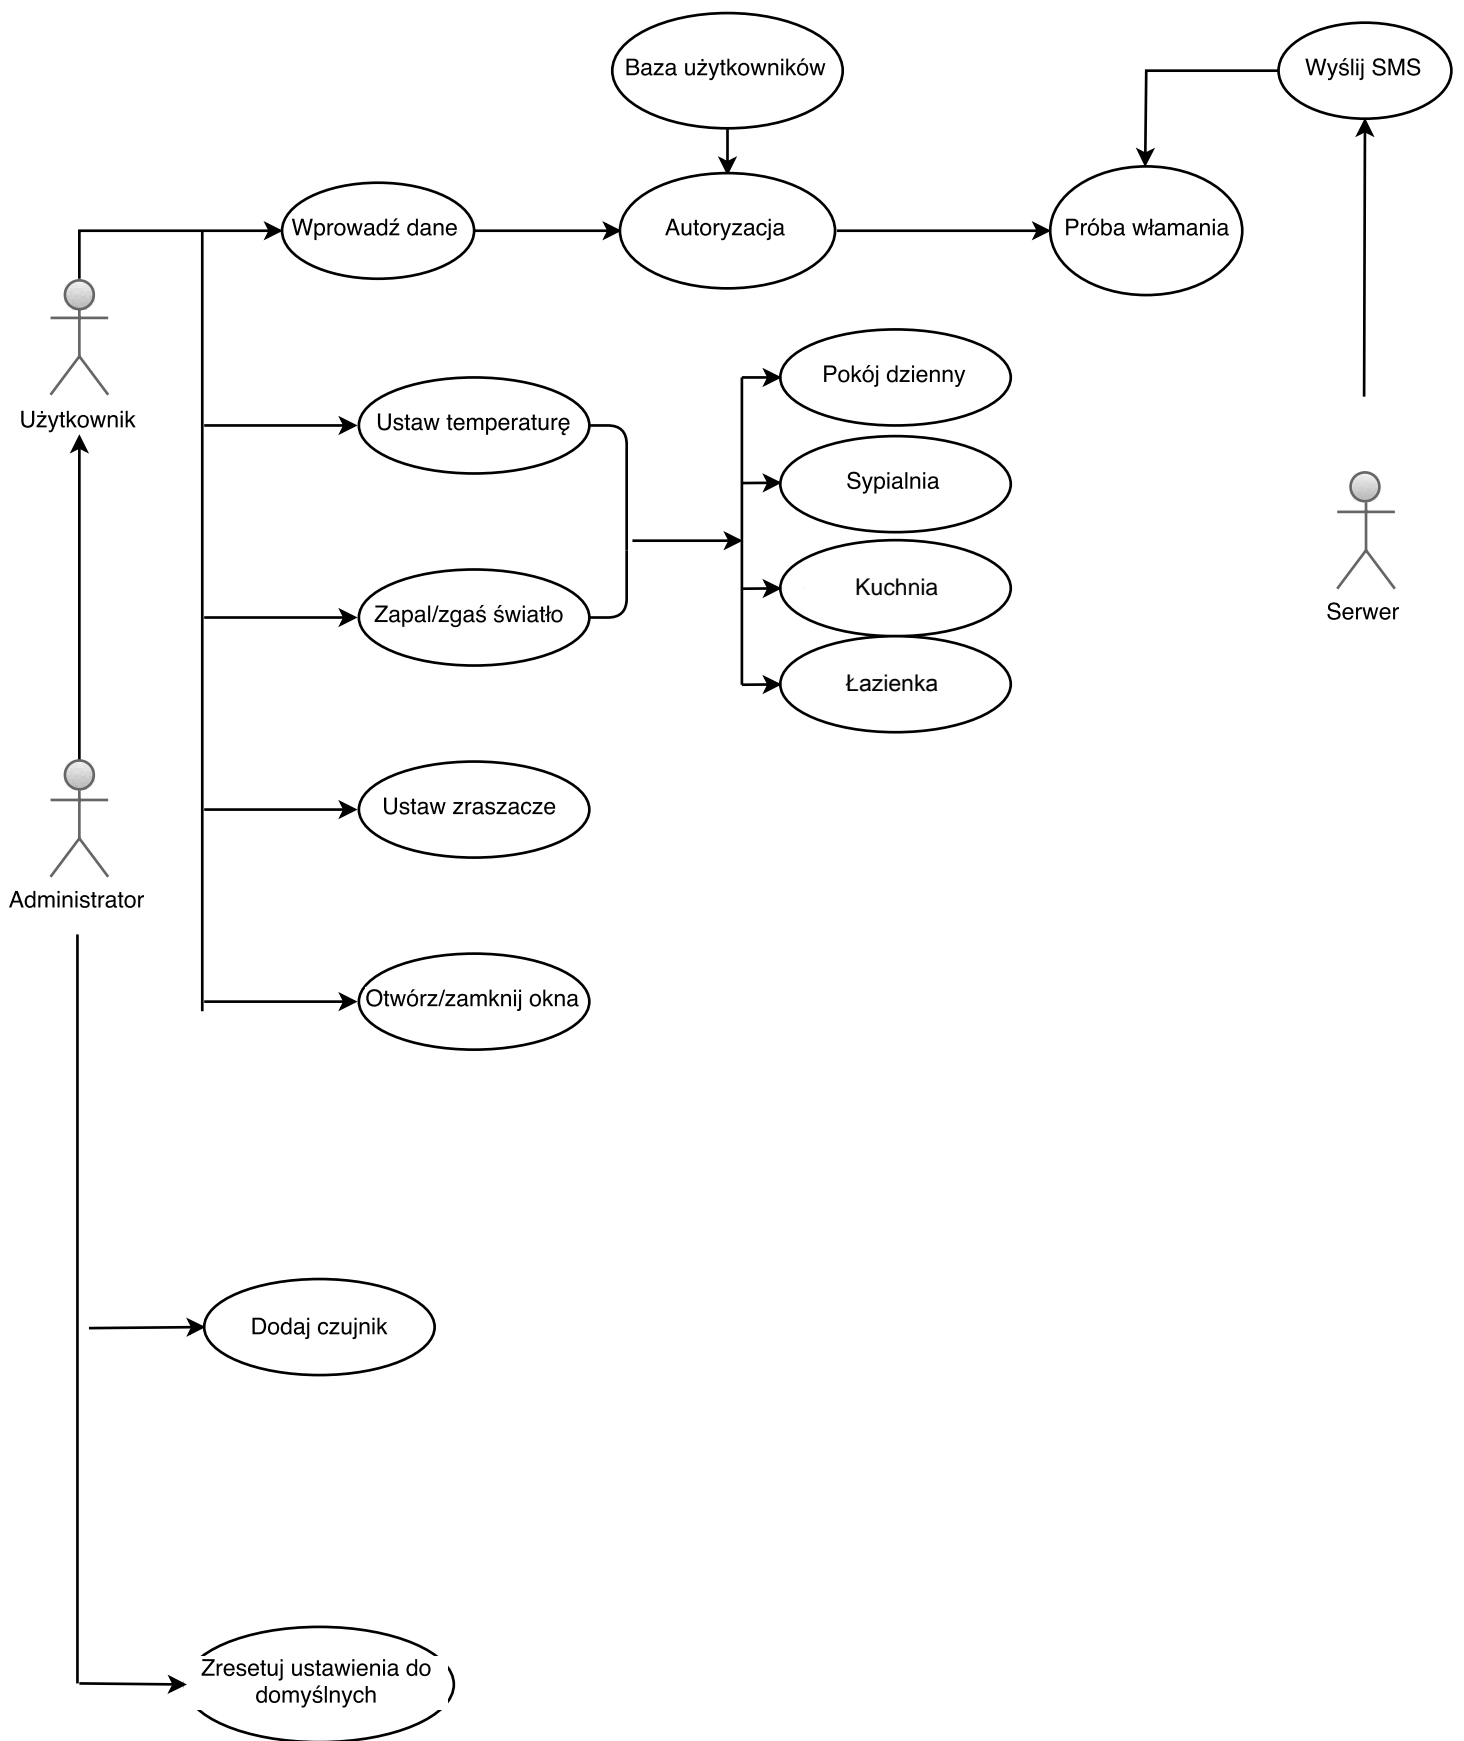 Baza użytkowników
Wyślij SMS
Wprowadź dane
Autoryzacja
Próba włamania
Użytkownik
Ustaw temperaturę
Pokój dzienny
Sypialnia
Kuchnia
Łazienka
Zapal/zgaś światło
Serwer
Ustaw zraszacze
Administrator
Otwórz/zamknij okna
Dodaj czujnik
Zresetuj ustawienia do
domyślnych